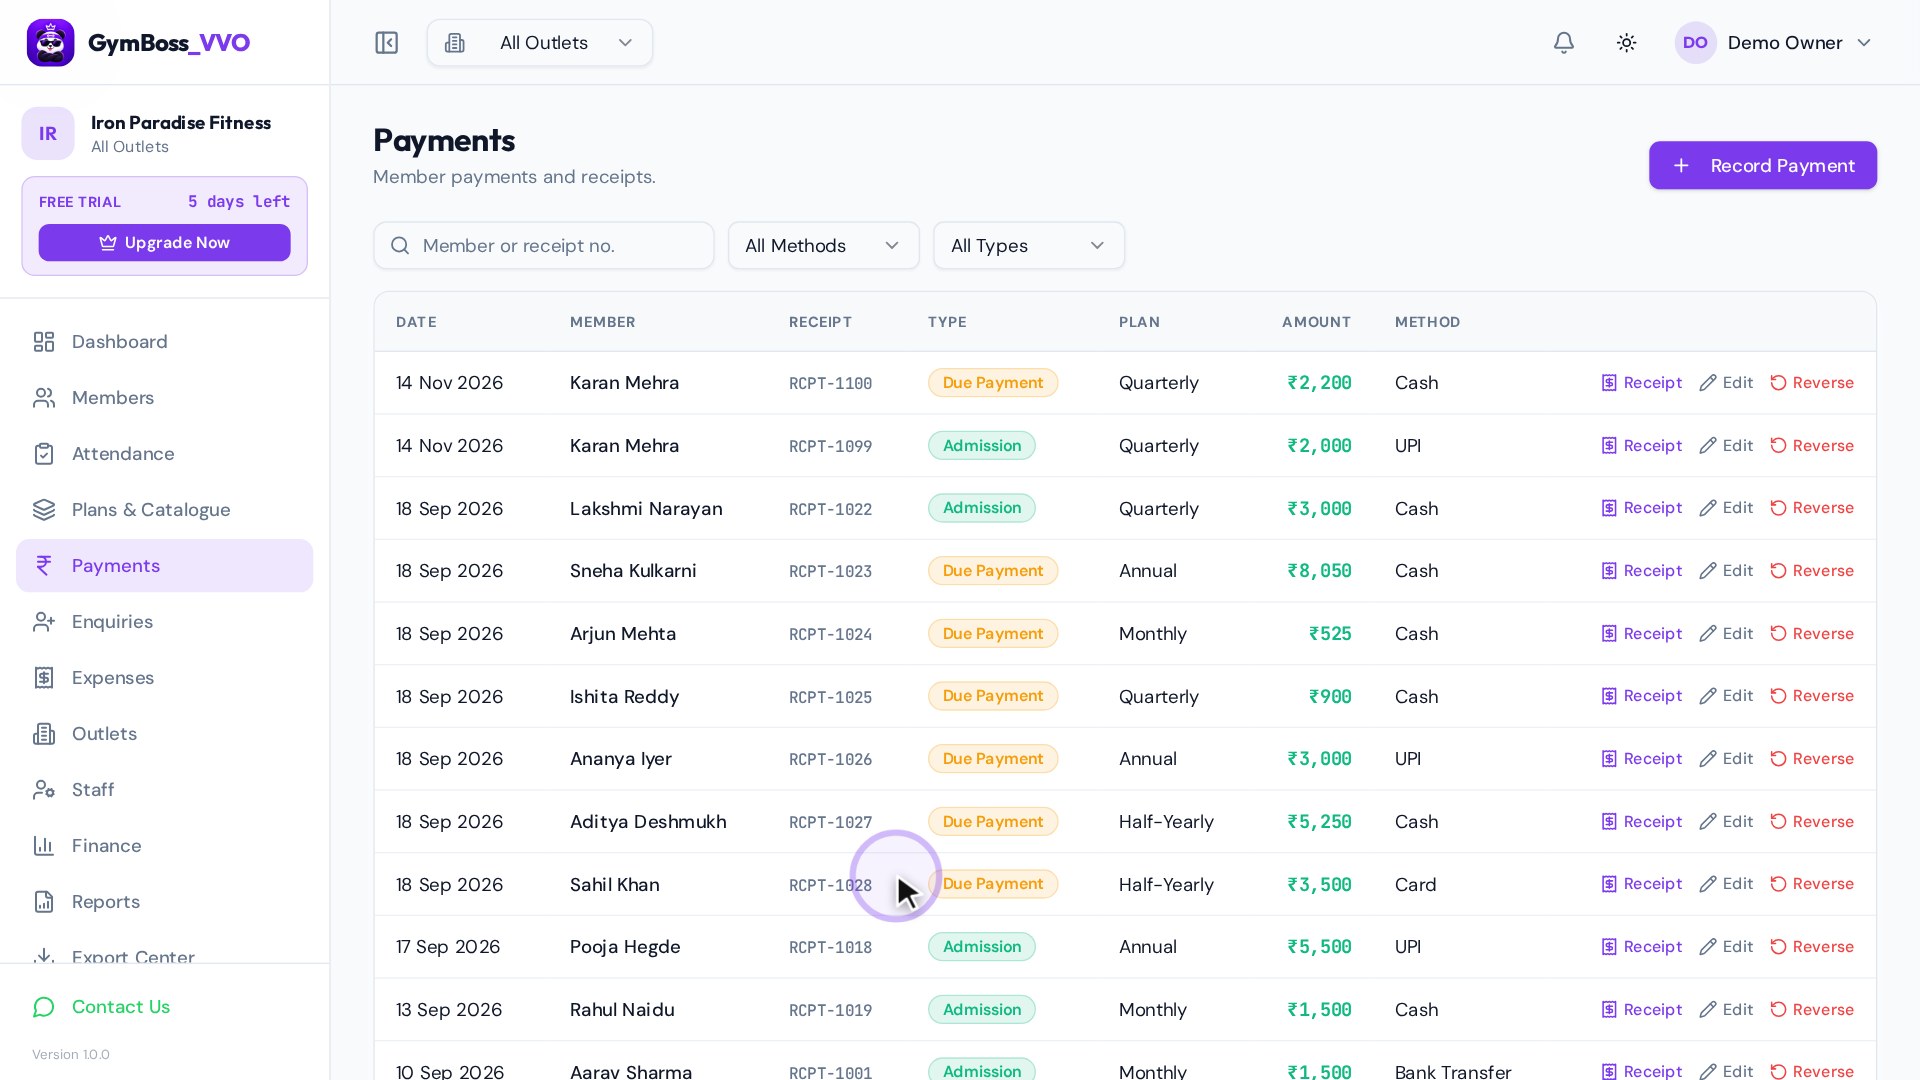 GymBoss_VVO
All Outlets
DO Demo Owner
IR Iron Paradise Fitness
All Outlets
FREE TRIAL 5 days left
Upgrade Now
Dashboard
Members
Attendance
Plans & Catalogue
Payments
Enquiries
Expenses
Outlets
Staff
Finance
Reports
Export Center
Contact Us
Version 1.0.0
Payments
Member payments and receipts.
+ Record Payment
Member or receipt no. All Methods All Types
DATE MEMBER RECEIPT TYPE PLAN AMOUNT METHOD
14 Nov 2026 Karan Mehra RCPT-1100 Due Payment Quarterly ₹2,200 Cash Receipt Edit Reverse
14 Nov 2026 Karan Mehra RCPT-1099 Admission Quarterly ₹2,000 UPI Receipt Edit Reverse
18 Sep 2026 Lakshmi Narayan RCPT-1022 Admission Quarterly ₹3,000 Cash Receipt Edit Reverse
18 Sep 2026 Sneha Kulkarni RCPT-1023 Due Payment Annual ₹8,050 Cash Receipt Edit Reverse
18 Sep 2026 Arjun Mehta RCPT-1024 Due Payment Monthly ₹525 Cash Receipt Edit Reverse
18 Sep 2026 Ishita Reddy RCPT-1025 Due Payment Quarterly ₹900 Cash Receipt Edit Reverse
18 Sep 2026 Ananya Iyer RCPT-1026 Due Payment Annual ₹3,000 UPI Receipt Edit Reverse
18 Sep 2026 Aditya Deshmukh RCPT-1027 Due Payment Half-Yearly ₹5,250 Cash Receipt Edit Reverse
18 Sep 2026 Sahil Khan RCPT-1028 Due Payment Half-Yearly ₹3,500 Card Receipt Edit Reverse
17 Sep 2026 Pooja Hegde RCPT-1018 Admission Annual ₹5,500 UPI Receipt Edit Reverse
13 Sep 2026 Rahul Naidu RCPT-1019 Admission Monthly ₹1,500 Cash Receipt Edit Reverse
10 Sep 2026 Aarav Sharma RCPT-1001 Admission Monthly ₹1,500 Bank Transfer Receipt Edit Reverse